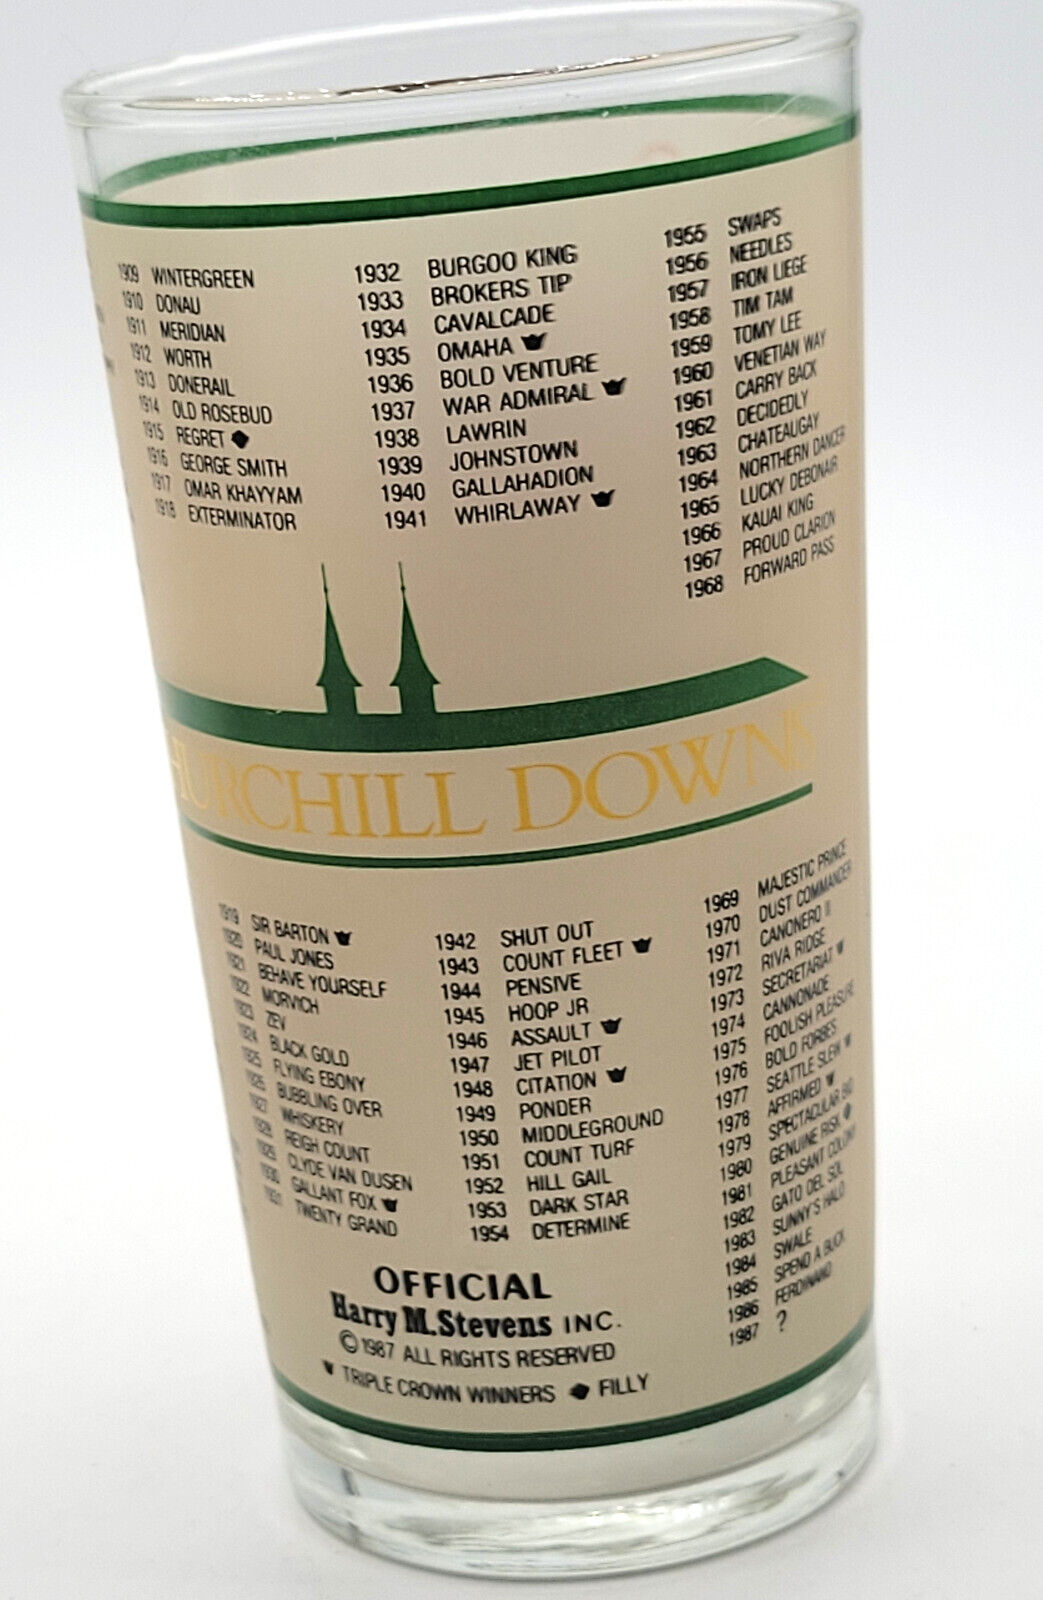 1909 WINTERGREEN
1910 DONAU
1911 MERIDIAN
1912 WORTH
1913 DONERAIL
1914 OLD ROSEBUD
1915 REGRET
1916 GEORGE SMITH
1917 OMAR KHAYYAM
1918 EXTERMINATOR
1932 BURGOO KING
1933 BROKERS TIP
1934 CAVALCADE
1935 OMAHA
1936 BOLD VENTURE
1937 WAR ADMIRAL
1938 LAWRIN
1939 JOHNSTOWN
1940 GALLAHADION
1941 WHIRLAWAY
1955 SWAPS
1956 NEEDLES
1957 IRON LIEGE
1958 TIM TAM
1959 TOMY LEE
1960 VENETIAN WAY
1961 CARRY BACK
1962 DECIDEDLY
1963 CHATEAUGAY
1964 NORTHERN DANCER
1965 LUCKY DEBONAIR
1966 KAUAI KING
1967 PROUD CLARION
1968 FORWARD PASS
CHURCHILL DOWNS
1919 SIR BARTON
1920 PAUL JONES
1921 BEHAVE YOURSELF
1922 MORVICH
1923 ZEV
1924 BLACK GOLD
1925 FLYING EBONY
1926 BUBBLING OVER
1927 WHISKERY
1928 REIGH COUNT
1929 CLYDE VAN DUSEN
1930 GALLANT FOX
1931 TWENTY GRAND
1942 SHUT OUT
1943 COUNT FLEET
1944 PENSIVE
1945 HOOP JR
1946 ASSAULT
1947 JET PILOT
1948 CITATION
1949 PONDER
1950 MIDDLEGROUND
1951 COUNT TURF
1952 HILL GAIL
1953 DARK STAR
1954 DETERMINE
1969 MAJESTIC PRINCE
1970 DUST COMMANDER
1971 CANONERO II
1972 RIVA RIDGE
1973 SECRETARIAT
1974 CANNONADE
1975 FOOLISH PLEASURE
1976 BOLD FORBES
1977 SEATTLE SLEW
1978 AFFIRMED
1979 SPECTACULAR BID
1980 GENUINE RISK
1981 PLEASANT COLONY
1982 GATO DEL SOL
1983 SUNNY'S HALO
1984 SWALE
1985 SPEND A BUCK
1986 FERDINAND
1987 ?
OFFICIAL
Harry M. Stevens INC.
© 1987 ALL RIGHTS RESERVED
TRIPLE CROWN WINNERS FILLY